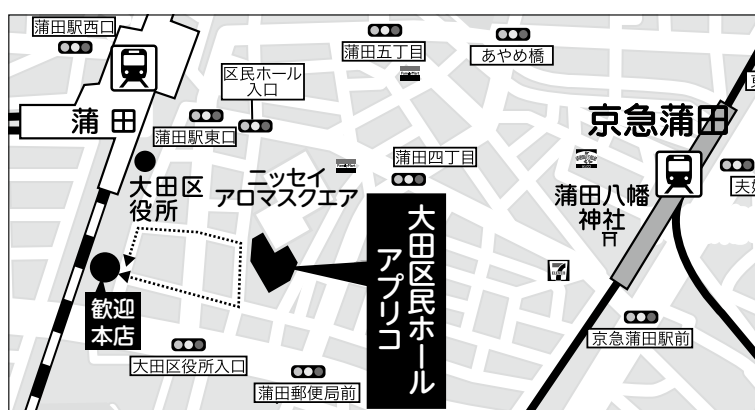 蒲田駅西口
蒲田五丁目
あやめ橋
区民ホール
入口
蒲田
蒲田駅東口
京急蒲田
蒲田四丁目
大田区
役所
ニッセイ
アロマスクエア
蒲田八幡
神社
大田区民ホール
アプリコ
7
歓迎
本店
京急蒲田駅前
大田区役所入口
蒲田郵便局前